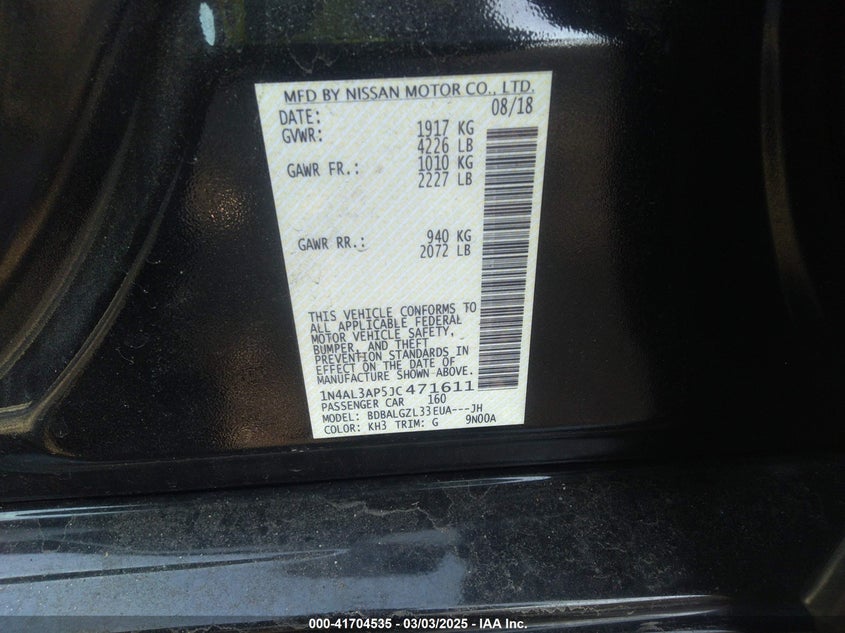 MFD BY NISSAN MOTOR CO., LTD.
DATE: 08/18
GVWR: 1917 KG
4226 LB
GAWR FR.: 1010 KG
2227 LB
GAWR RR.: 940 KG
2072 LB
THIS VEHICLE CONFORMS TO
ALL APPLICABLE FEDERAL
MOTOR VEHICLE SAFETY,
BUMPER, AND THEFT
PREVENTION STANDARDS IN
EFFECT ON THE DATE OF
MANUFACTURE SHOWN ABOVE.
1N4AL3AP5JC471611
PASSENGER CAR 160
MODEL: BDBALGZL33EUA---JH
COLOR: KH3 TRIM: G 9N00A
000-41704535 - 03/03/2025 - IAA Inc.